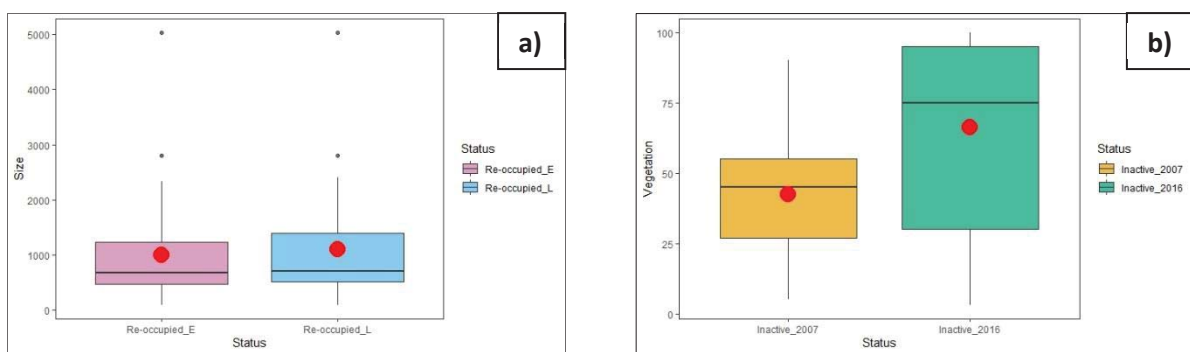 a)
Size
5000
4000
3000
2000
1000
0
Re-occupied_E
Re-occupied_L
Status
Status
Re-occupied_E
Re-occupied_L
b)
Vegetation
100
75
50
25
0
Inactive_2007
Inactive_2016
Status
Status
Inactive_2007
Inactive_2016